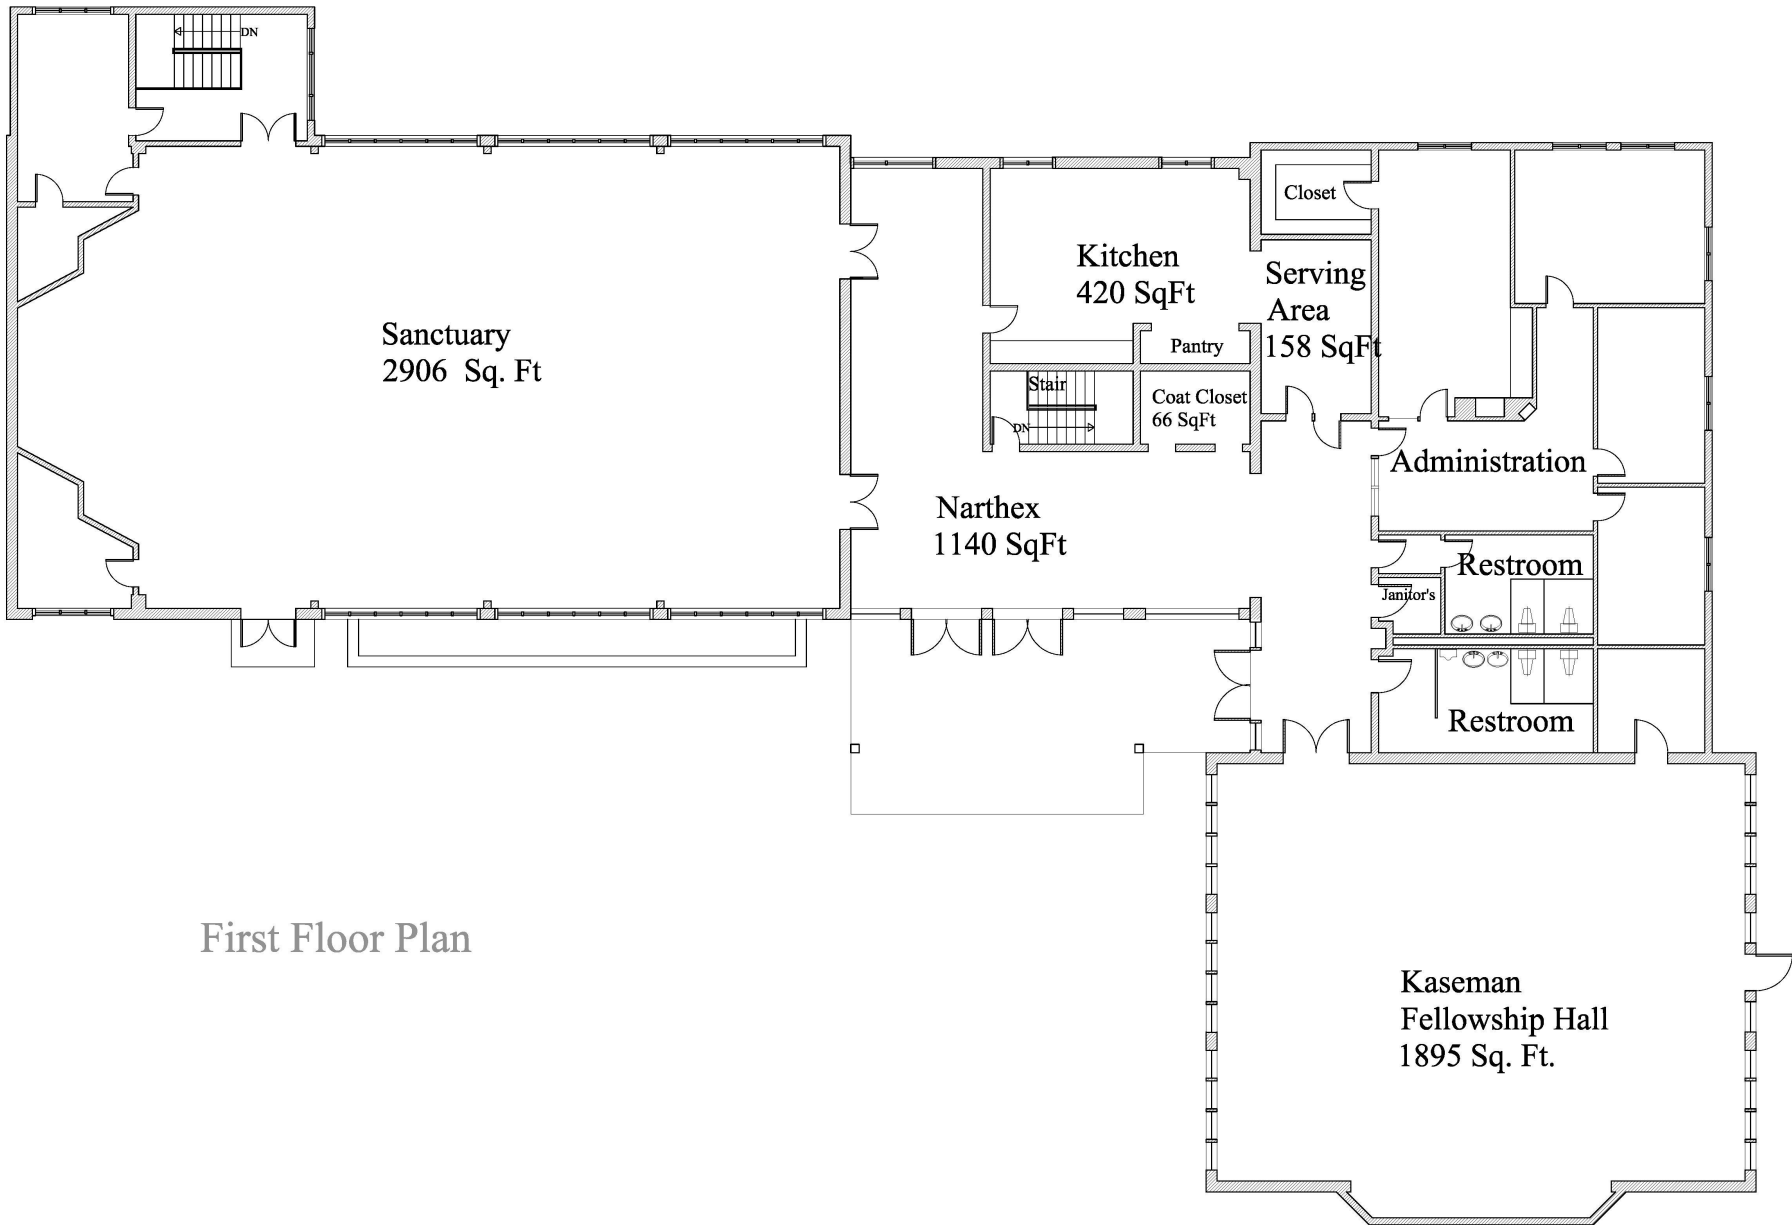 DN
Closet
Kitchen
420 SqFt
Serving
Area
158 SqFt
Sanctuary
2906 Sq. Ft
Pantry
Stair
DN
Coat Closet
66 SqFt
Administration
Narthex
1140 SqFt
Restroom
Janitor's
Restroom
First Floor Plan
Kaseman
Fellowship Hall
1895 Sq. Ft.